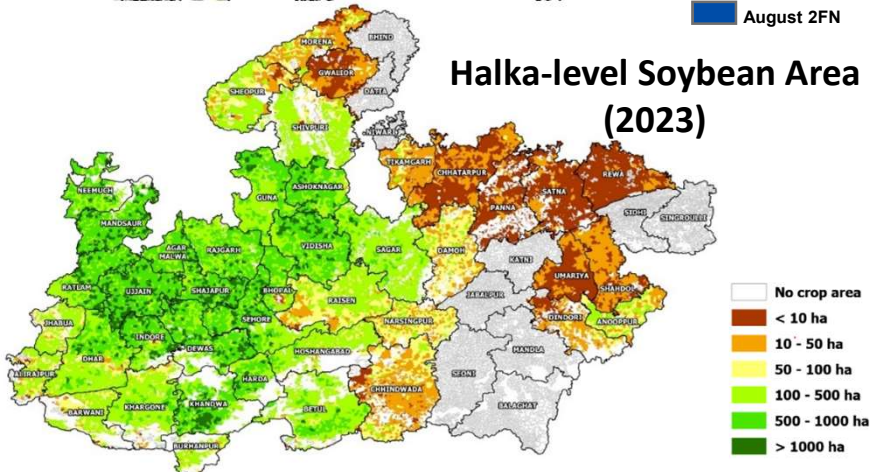 August 2FN
Halka-level Soybean Area
(2023)
BHIND
MORENA
GWALIOR
DATIA
SHEOPUR
SHIVPURI
NIWARI
TIKAMGARH
CHHATARPUR
REWA
SATNA
PANNA
SIDHI
SINGROULLI
NEEMUCH
ASHOKNAGAR
GUNA
MANDSAUR
AGAR
MALWA
RAJGARH
VIDISHA
SAGAR
DAMOH
KATNI
UMARIYA
SHAHDOL
RATLAM
UJJAIN
SHAJAPUR
BHOPAL
RAISEN
JABALPUR
DINDORI
ANOOPPUR
JHABUA
INDORE
SEHORE
NARSINGPUR
MANDLA
DHAR
DEWAS
HOSHANGABAD
ALIRAJPUR
HARDA
CHHINDWADA
SEONI
BARWANI
KHARGONE
KHANDWA
BETUL
BALAGHAT
BURHANPUR
No crop area
< 10 ha
10 - 50 ha
50 - 100 ha
100 - 500 ha
500 - 1000 ha
> 1000 ha